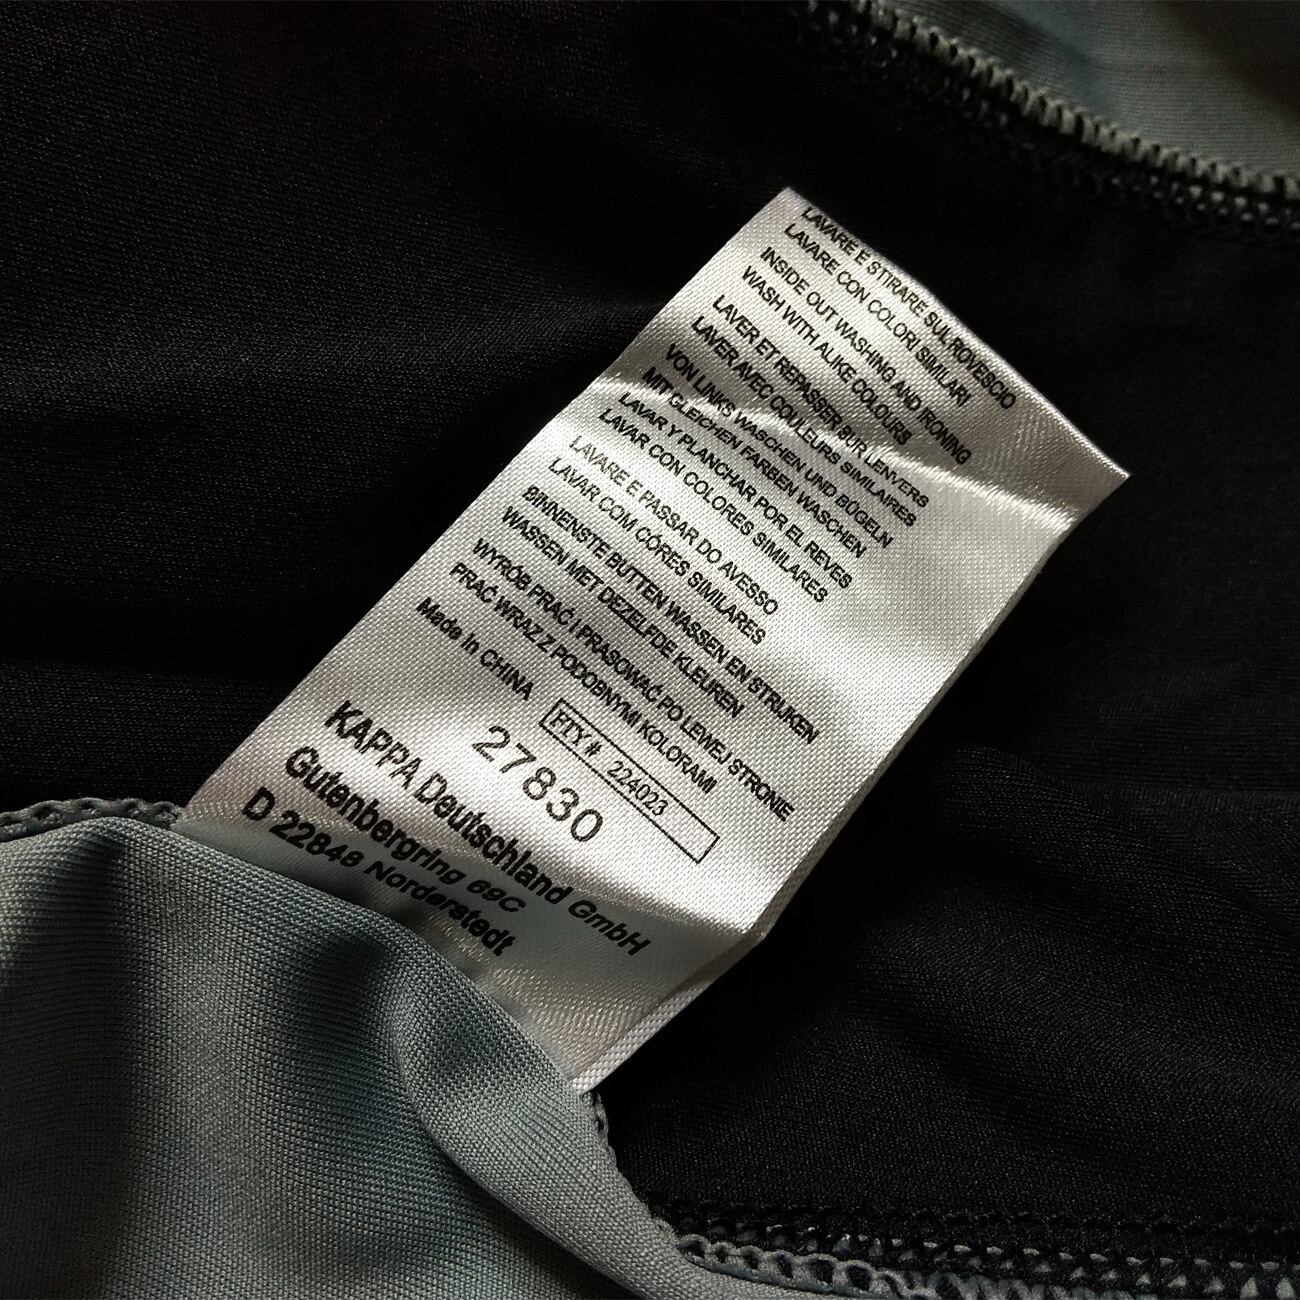 LAVARE E STIRARE SUL ROVESCIO
LAVARE CON COLORI SIMILARI
INSIDE OUT WASHING AND IRONING
WASH WITH ALIKE COLOURS
LAVER ET REPASSER SUR LENVERS
LAVER AVEC COULEURS SIMILAIRES
VON LINKS WASCHEN UND BÜGELN
MIT GLEICHEN FARBEN WASCHEN
LAVAR Y PLANCHAR POR EL REVES
LAVAR CON COLORES SIMILARES
LAVARE E PASSAR DO AVESSO
LAVAR COM CÓRES SIMILARES
BINNENSTE BUTTEN WASSEN EN STRIJKEN
WASSEN MET DEZELFDE KLEUREN
WYRÓB PRAĆ I PRASOWAĆ PO LEWEJ STRONIE
PRAĆ WRAZ Z PODOBNYMI KOLORAMI
Made In CHINA
FTY # 224023
27830
KAPPA Deutschland GmbH
Gutenbergring 69C
D 22848 Norderstedt